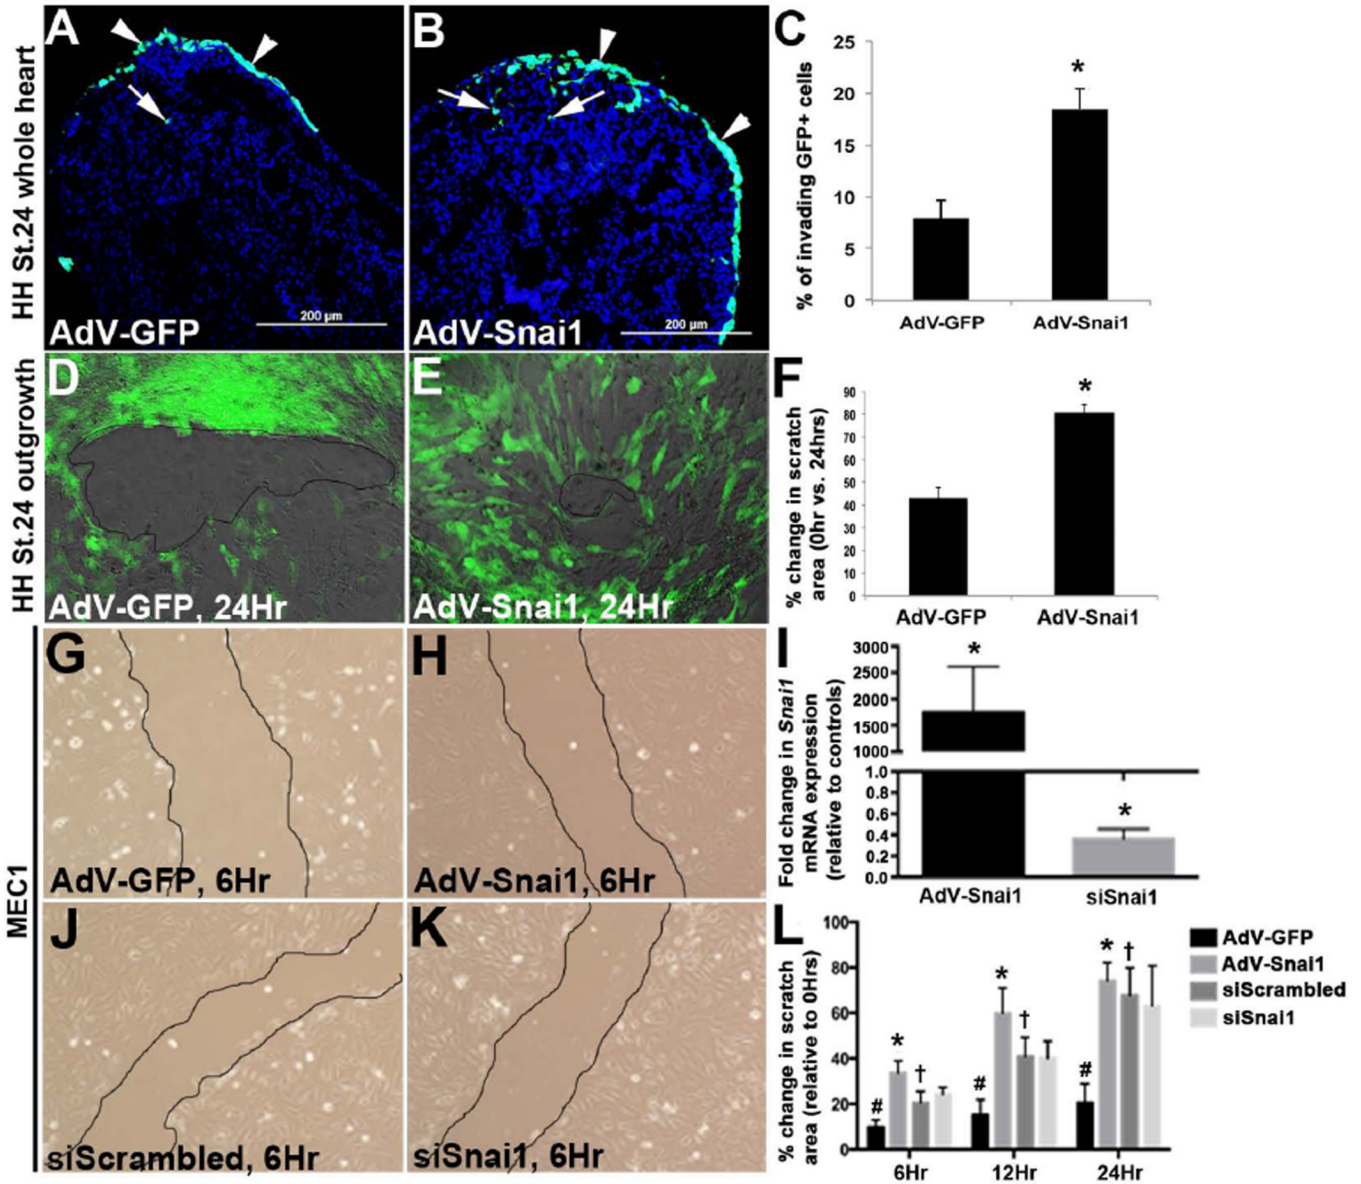 HH St.24 whole heart
A
AdV-GFP
200 µm
B
AdV-Snai1
200 µm
C
% of invading GFP+ cells
25
20
15
10
5
0
*
AdV-GFP
AdV-Snai1
HH St.24 outgrowth
D
AdV-GFP, 24Hr
E
AdV-Snai1, 24Hr
F
% change in scratch
area (0hr vs. 24hrs)
90
80
70
60
50
40
30
20
10
0
*
AdV-GFP
AdV-Snai1
MEC1
G
AdV-GFP, 6Hr
H
AdV-Snai1, 6Hr
I
Fold change in Snai1
mRNA expression
(relative to controls)
3000
2500
2000
1500
1000
1.0
0.8
0.6
0.4
0.2
0.0
*
*
AdV-Snai1
siSnai1
J
siScrambled, 6Hr
K
siSnai1, 6Hr
L
% change in scratch
area (relative to 0Hrs)
100
80
60
40
20
0
# * †
# * †
# * †
6Hr
12Hr
24Hr
AdV-GFP
AdV-Snai1
siScrambled
siSnai1